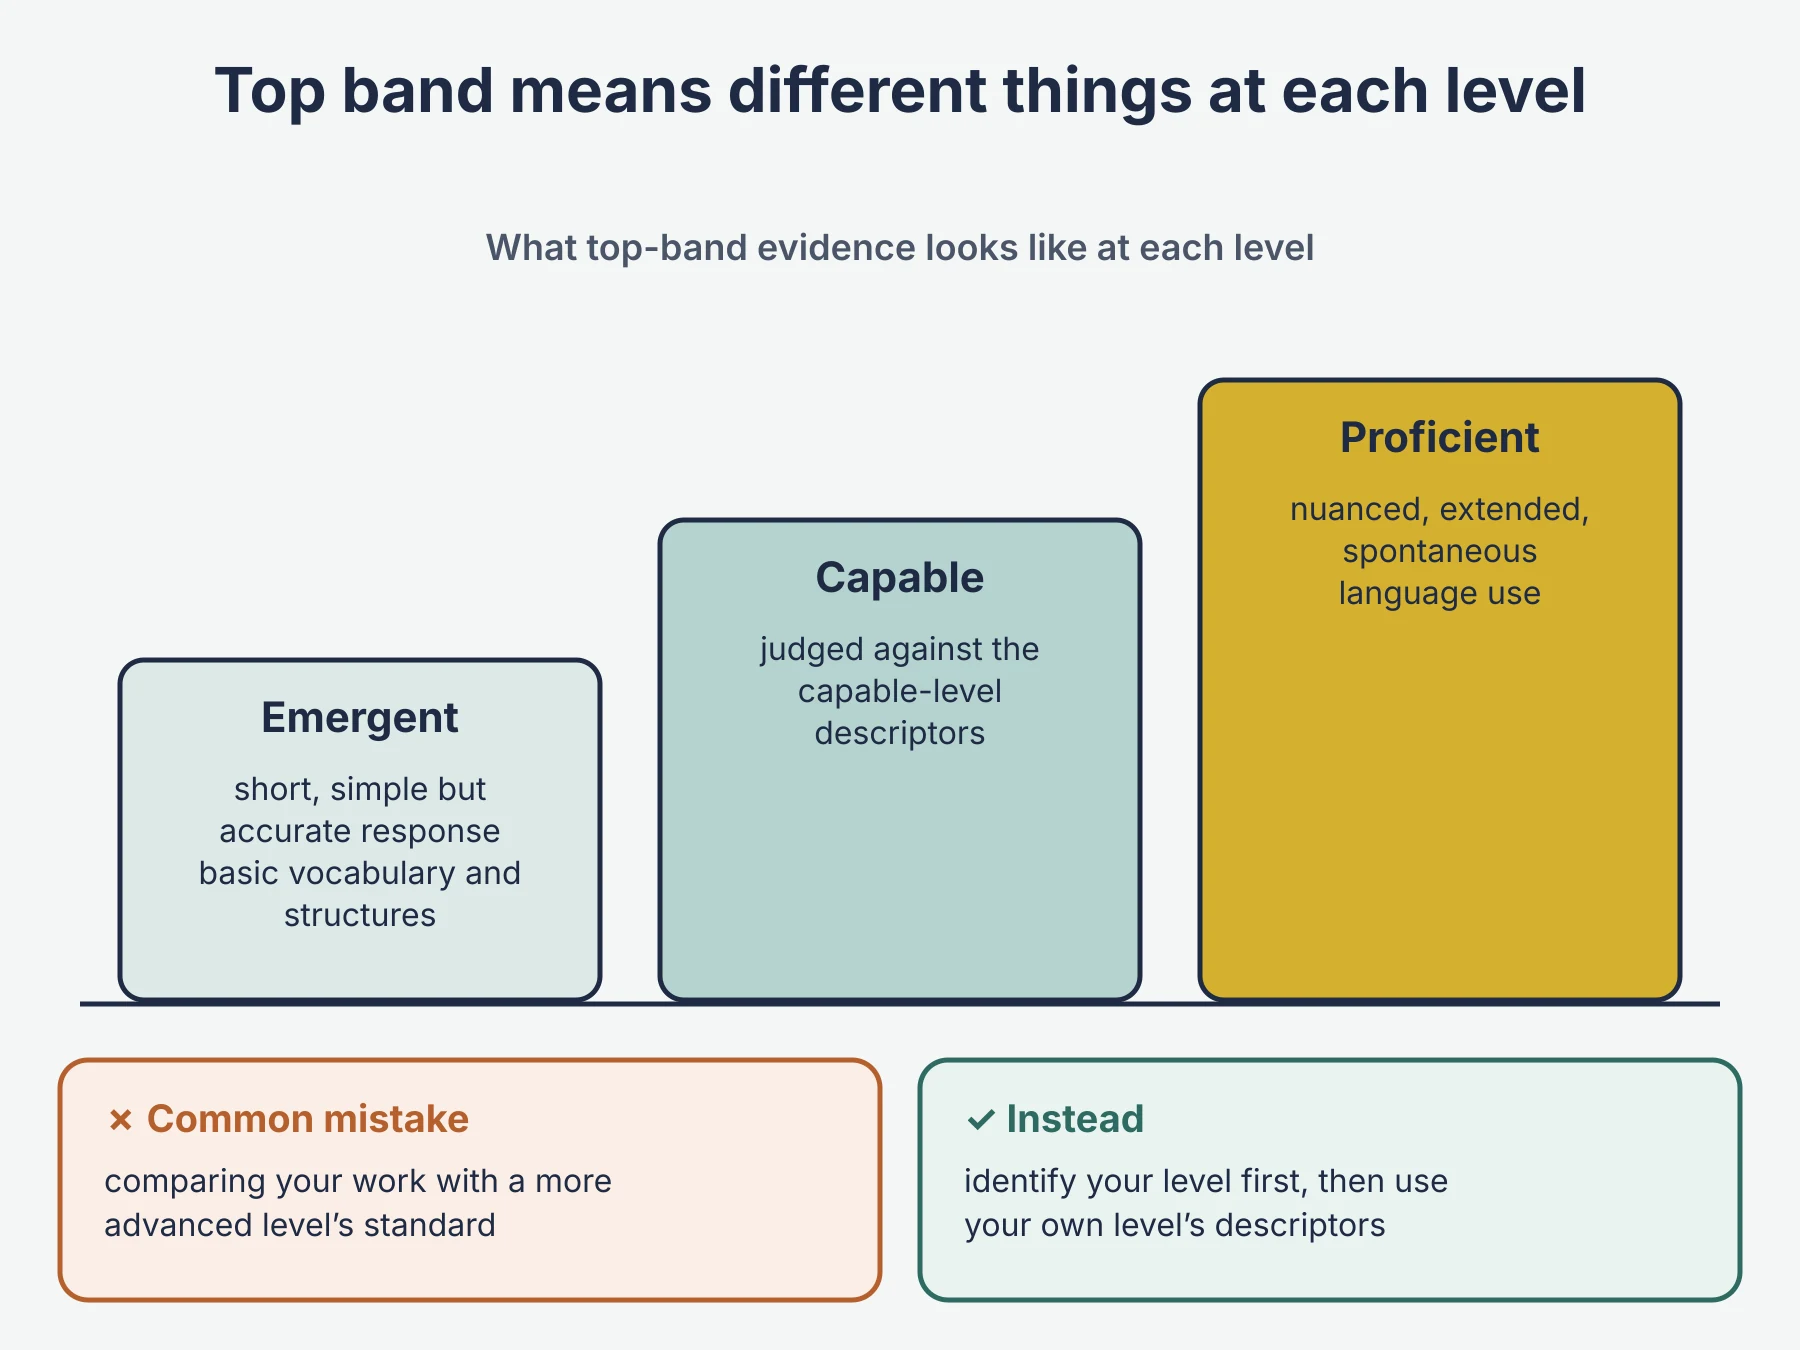 Top band means different things at each level
What top-band evidence looks like at each level
Emergent
short, simple but
accurate response
basic vocabulary and
structures
Capable
judged against the
capable-level
descriptors
Proficient
nuanced, extended,
spontaneous
language use
× Common mistake
comparing your work with a more
advanced level’s standard
✓ Instead
identify your level first, then use
your own level’s descriptors